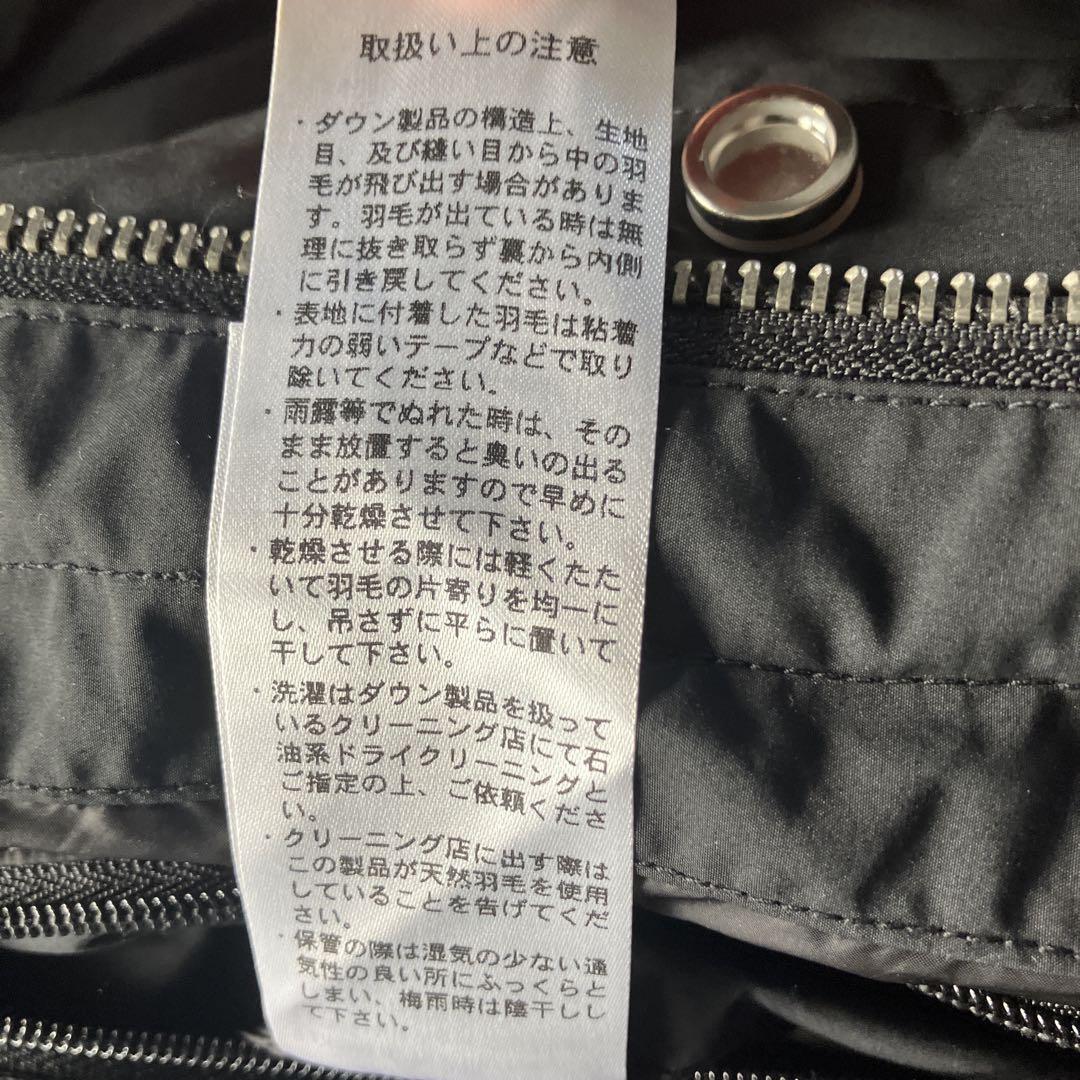 取扱い上の注意
・ダウン製品の構造上、生地
目、及び縫い目から中の羽
毛が飛び出す場合がありま
す。羽毛が出ている時は無
理に抜き取らず裏から内側
に引き戻してください。
・表地に付着した羽毛は粘着
力の弱いテープなどで取り
除いてください。
・雨露等でぬれた時は、その
まま放置すると臭いの出る
ことがありますので早めに
十分乾燥させて下さい。
・乾燥させる際には軽くたた
いて羽毛の片寄りを均一に
し、吊さずに平らに置いて
干して下さい。
・洗濯はダウン製品を扱って
いるクリーニング店にて石
油系ドライクリーニングと
ご指定の上、ご依頼くださ
い。
・クリーニング店に出す際は
この製品が天然羽毛を使用
していることを告げてくだ
さい。
・保管の際は湿気の少ない通
気性の良い所にふっくらと
しまい、梅雨時は陰干しし
て下さい。